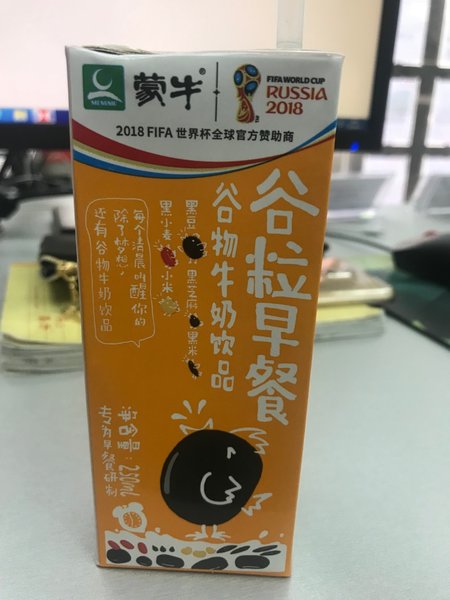 MENGNIU
蒙牛
FIFA WORLD CUP
RUSSIA
2018
2018 FIFA 世界杯全球官方赞助商
谷粒早餐
谷物牛奶饮品
黑豆 黑芝麻 黑米
黑小麦 小米
每个清晨叫醒你的
除了梦想，
还有谷物牛奶饮品
净含量：250mL
专为早餐研制